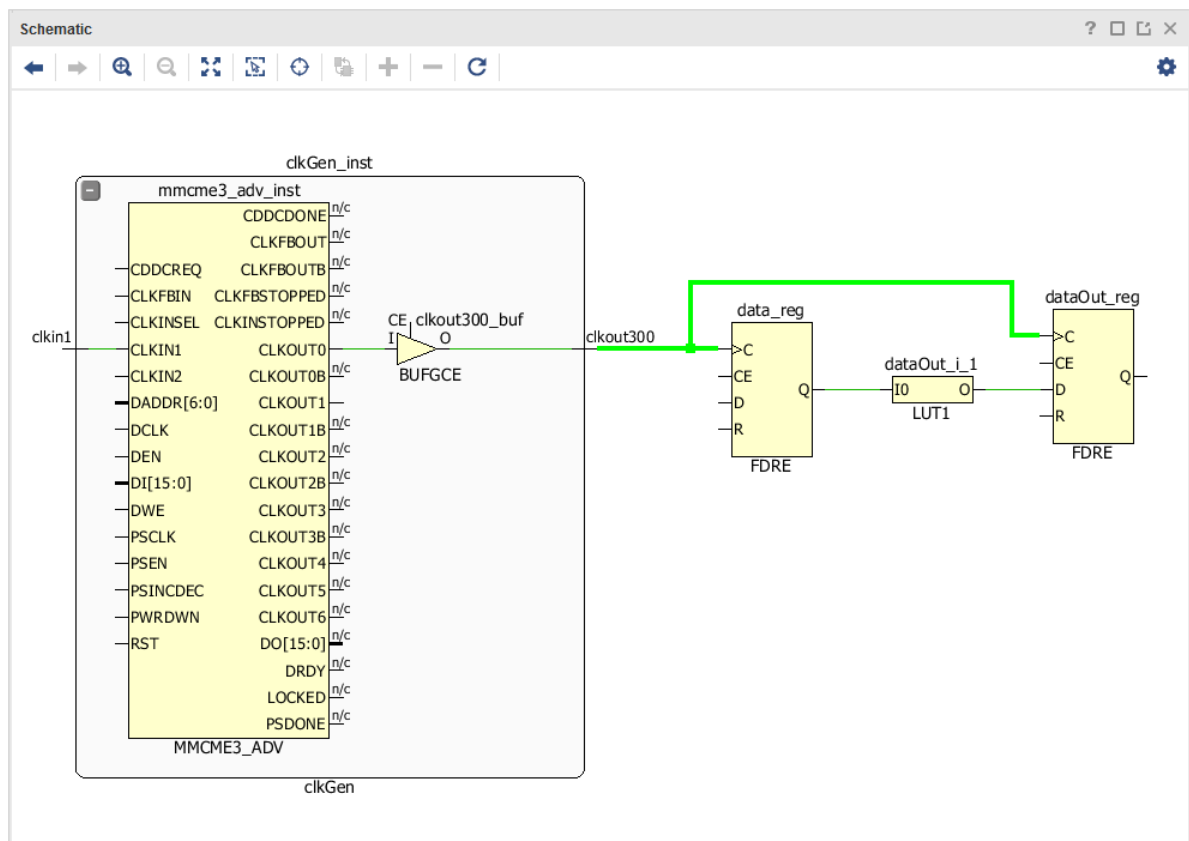 Schematic
clkGen_inst
mmcme3_adv_inst
CDDCDONE n/c
CLKFBOUT n/c
CDDCREQ CLKFBOUTB n/c
CLKFBIN CLKFBSTOPPED n/c
CLKINSEL CLKINSTOPPED n/c
clkin1 CLKIN1 CLKOUT0
CLKIN2 CLKOUT0B n/c
DADDR[6:0] CLKOUT1
DCLK CLKOUT1B n/c
DEN CLKOUT2 n/c
DI[15:0] CLKOUT2B n/c
DWE CLKOUT3 n/c
PSCLK CLKOUT3B n/c
PSEN CLKOUT4 n/c
PSINCDEC CLKOUT5 n/c
PWRDWN CLKOUT6 n/c
RST DO[15:0] n/c
DRDY n/c
LOCKED n/c
PSDONE n/c
MMCME3_ADV
clkGen
CE clkout300_buf
I O
BUFGCE
clkout300
data_reg
C
CE
D Q
R
FDRE
dataOut_i_1
I0 O
LUT1
dataOut_reg
C
CE
D Q
R
FDRE